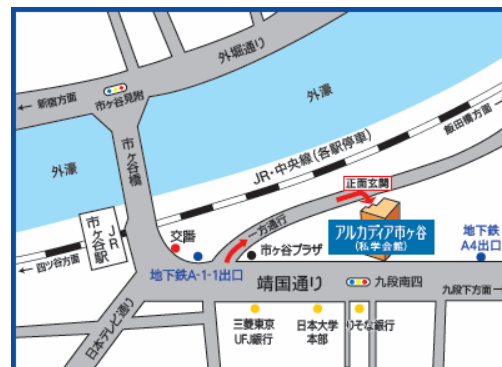 外堀通り
←新宿方面
市ヶ谷見附
外濠
飯田橋方面→
外濠
市ヶ谷橋
JR・中央線(各駅停車)
正面玄関
JR
市ヶ谷駅
交番
一方通行
アルカディア市ヶ谷
(私学会館)
地下鉄
A4出口
←四ツ谷方面
市ヶ谷プラザ
地下鉄A-1-1出口
靖国通り
九段南四
九段下方面→
日本テレビ通り
三菱東京
UFJ銀行
日本大学
本部
りそな銀行